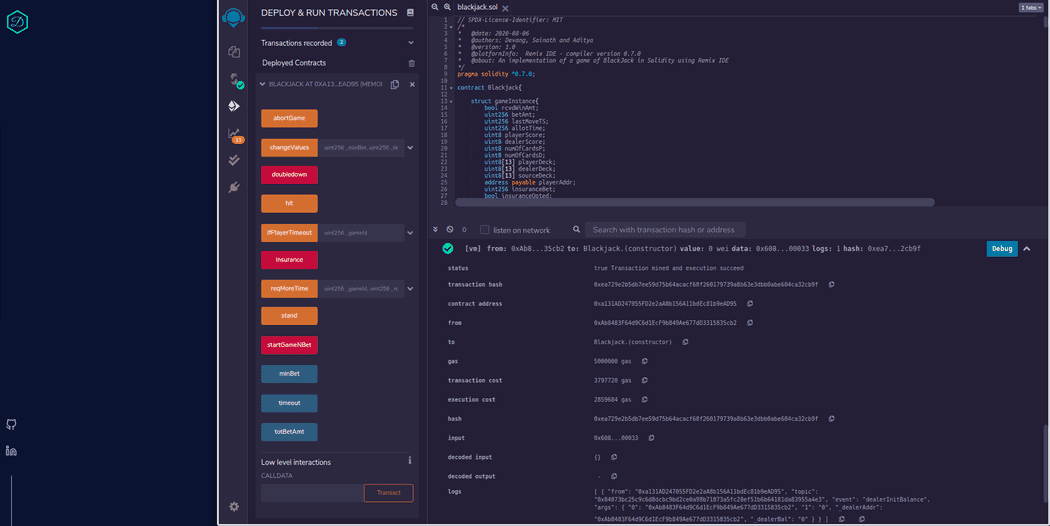 DEPLOY & RUN TRANSACTIONS
Transactions recorded 2
Deployed Contracts
BLACKJACK AT 0XA13...EAD95 (MEMOI
abortGame
changeValues uint256 _minBet, uint256 _ti
doubledown
hit
ifPlayerTimeout uint256 _gameId
insurance
reqMoreTime uint256 _gameId, uint256 _n
stand
startGameNBet
minBet
timeout
totBetAmt
Low level interactions
CALLDATA
Transact
11
blackjack.sol
1 tabs
1 // SPDX-License-Identifier: MIT
2 /*
3 * @date: 2020-08-06
4 * @authors: Devang, Sainath and Aditya
5 * @version: 1.0
6 * @platformInfo: Remix IDE - compiler version 0.7.0
7 * @about: An implementation of a game of BlackJack in Solidity using Remix IDE
8 */
9 pragma solidity ^0.7.0;
10
11 contract Blackjack{
12
13 struct gameInstance{
14 bool rcvdWinAmt;
15 uint256 betAmt;
16 uint256 lastMoveTS;
17 uint256 allotTime;
18 uint8 playerScore;
19 uint8 dealerScore;
20 uint8 numOfCardsP;
21 uint8 numOfCardsD;
22 uint8[13] playerDeck;
23 uint8[13] dealerDeck;
24 uint8[13] sourceDeck;
25 address payable playerAddr;
26 uint256 insuranceBet;
27 bool insuranceOpted;
28
0 listen on network Search with transaction hash or address
[vm] from: 0xAb8...35cb2 to: Blackjack.(constructor) value: 0 wei data: 0x608...00033 logs: 1 hash: 0xea7...2cb9f Debug
status true Transaction mined and execution succeed
transaction hash 0xea729e2b5db7ee59d75b64acacf68f260179739a8b63e3dbb0abe604ca32cb9f
contract address 0xa131AD247055FD2e2aA8b156A11bdEc81b9eAD95
from 0xAb8483F64d9C6d1EcF9b849Ae677dD3315835cb2
to Blackjack.(constructor)
gas 5000000 gas
transaction cost 3797720 gas
execution cost 2859684 gas
hash 0xea729e2b5db7ee59d75b64acacf68f260179739a8b63e3dbb0abe604ca32cb9f
input 0x608...00033
decoded input {}
decoded output -
logs [ { "from": "0xa131AD247055FD2e2aA8b156A11bdEc81b9eAD95", "topic":
"event": "dealerInitBalance",
"args": { "0": "0xAb8483F64d9C6d1EcF9b849Ae677dD3315835cb2", "1": "0", "_dealerAddr":
"0xAb8483F64d9C6d1EcF9b849Ae677dD3315835cb2", "_dealerBal": "0" } } ]